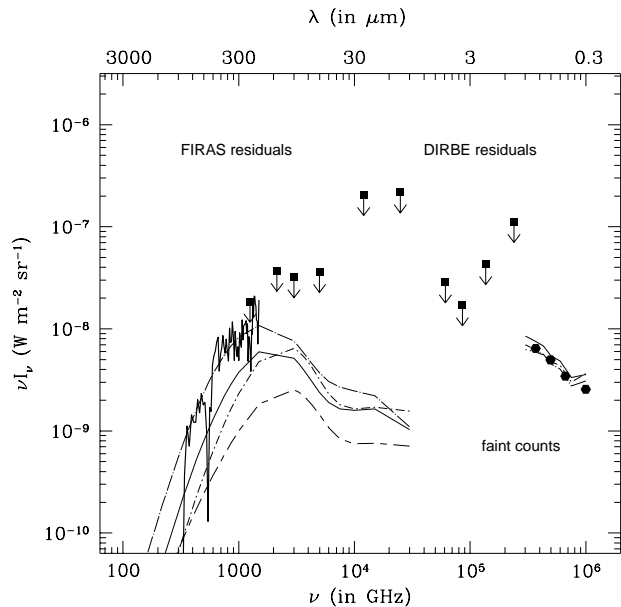 λ (in μm)
3000 300 30 3 0.3
10⁻⁶
FIRAS residuals DIRBE residuals
10⁻⁷
νIᵥ (W m⁻² sr⁻¹)
10⁻⁸
10⁻⁹
faint counts
10⁻¹⁰
100 1000 10⁴ 10⁵ 10⁶
ν (in GHz)